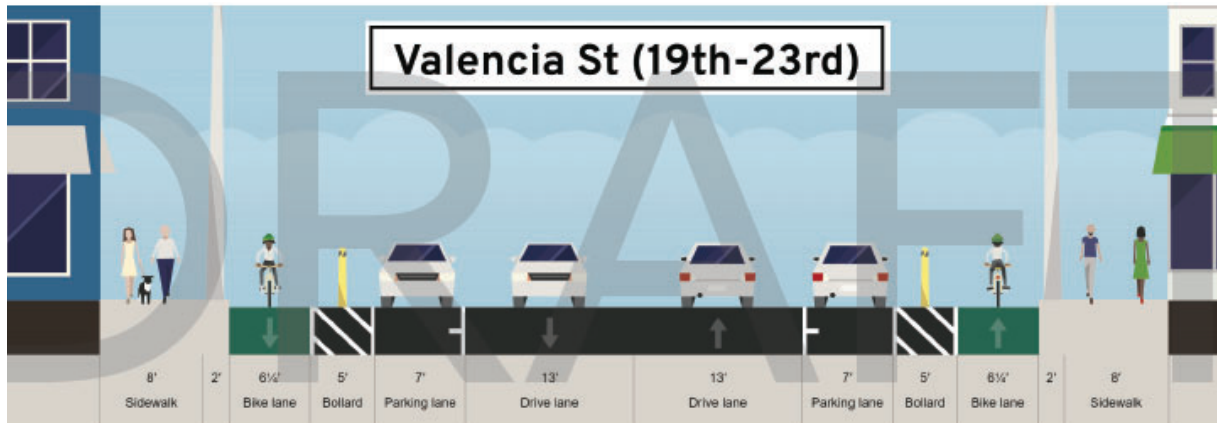 Valencia St (19th-23rd)
DRAFT
8' 2' 6¼' 5' 7' 13' 13' 7' 5' 6¼' 2' 8'
Sidewalk Bike lane Bollard Parking lane Drive lane Drive lane Parking lane Bollard Bike lane Sidewalk